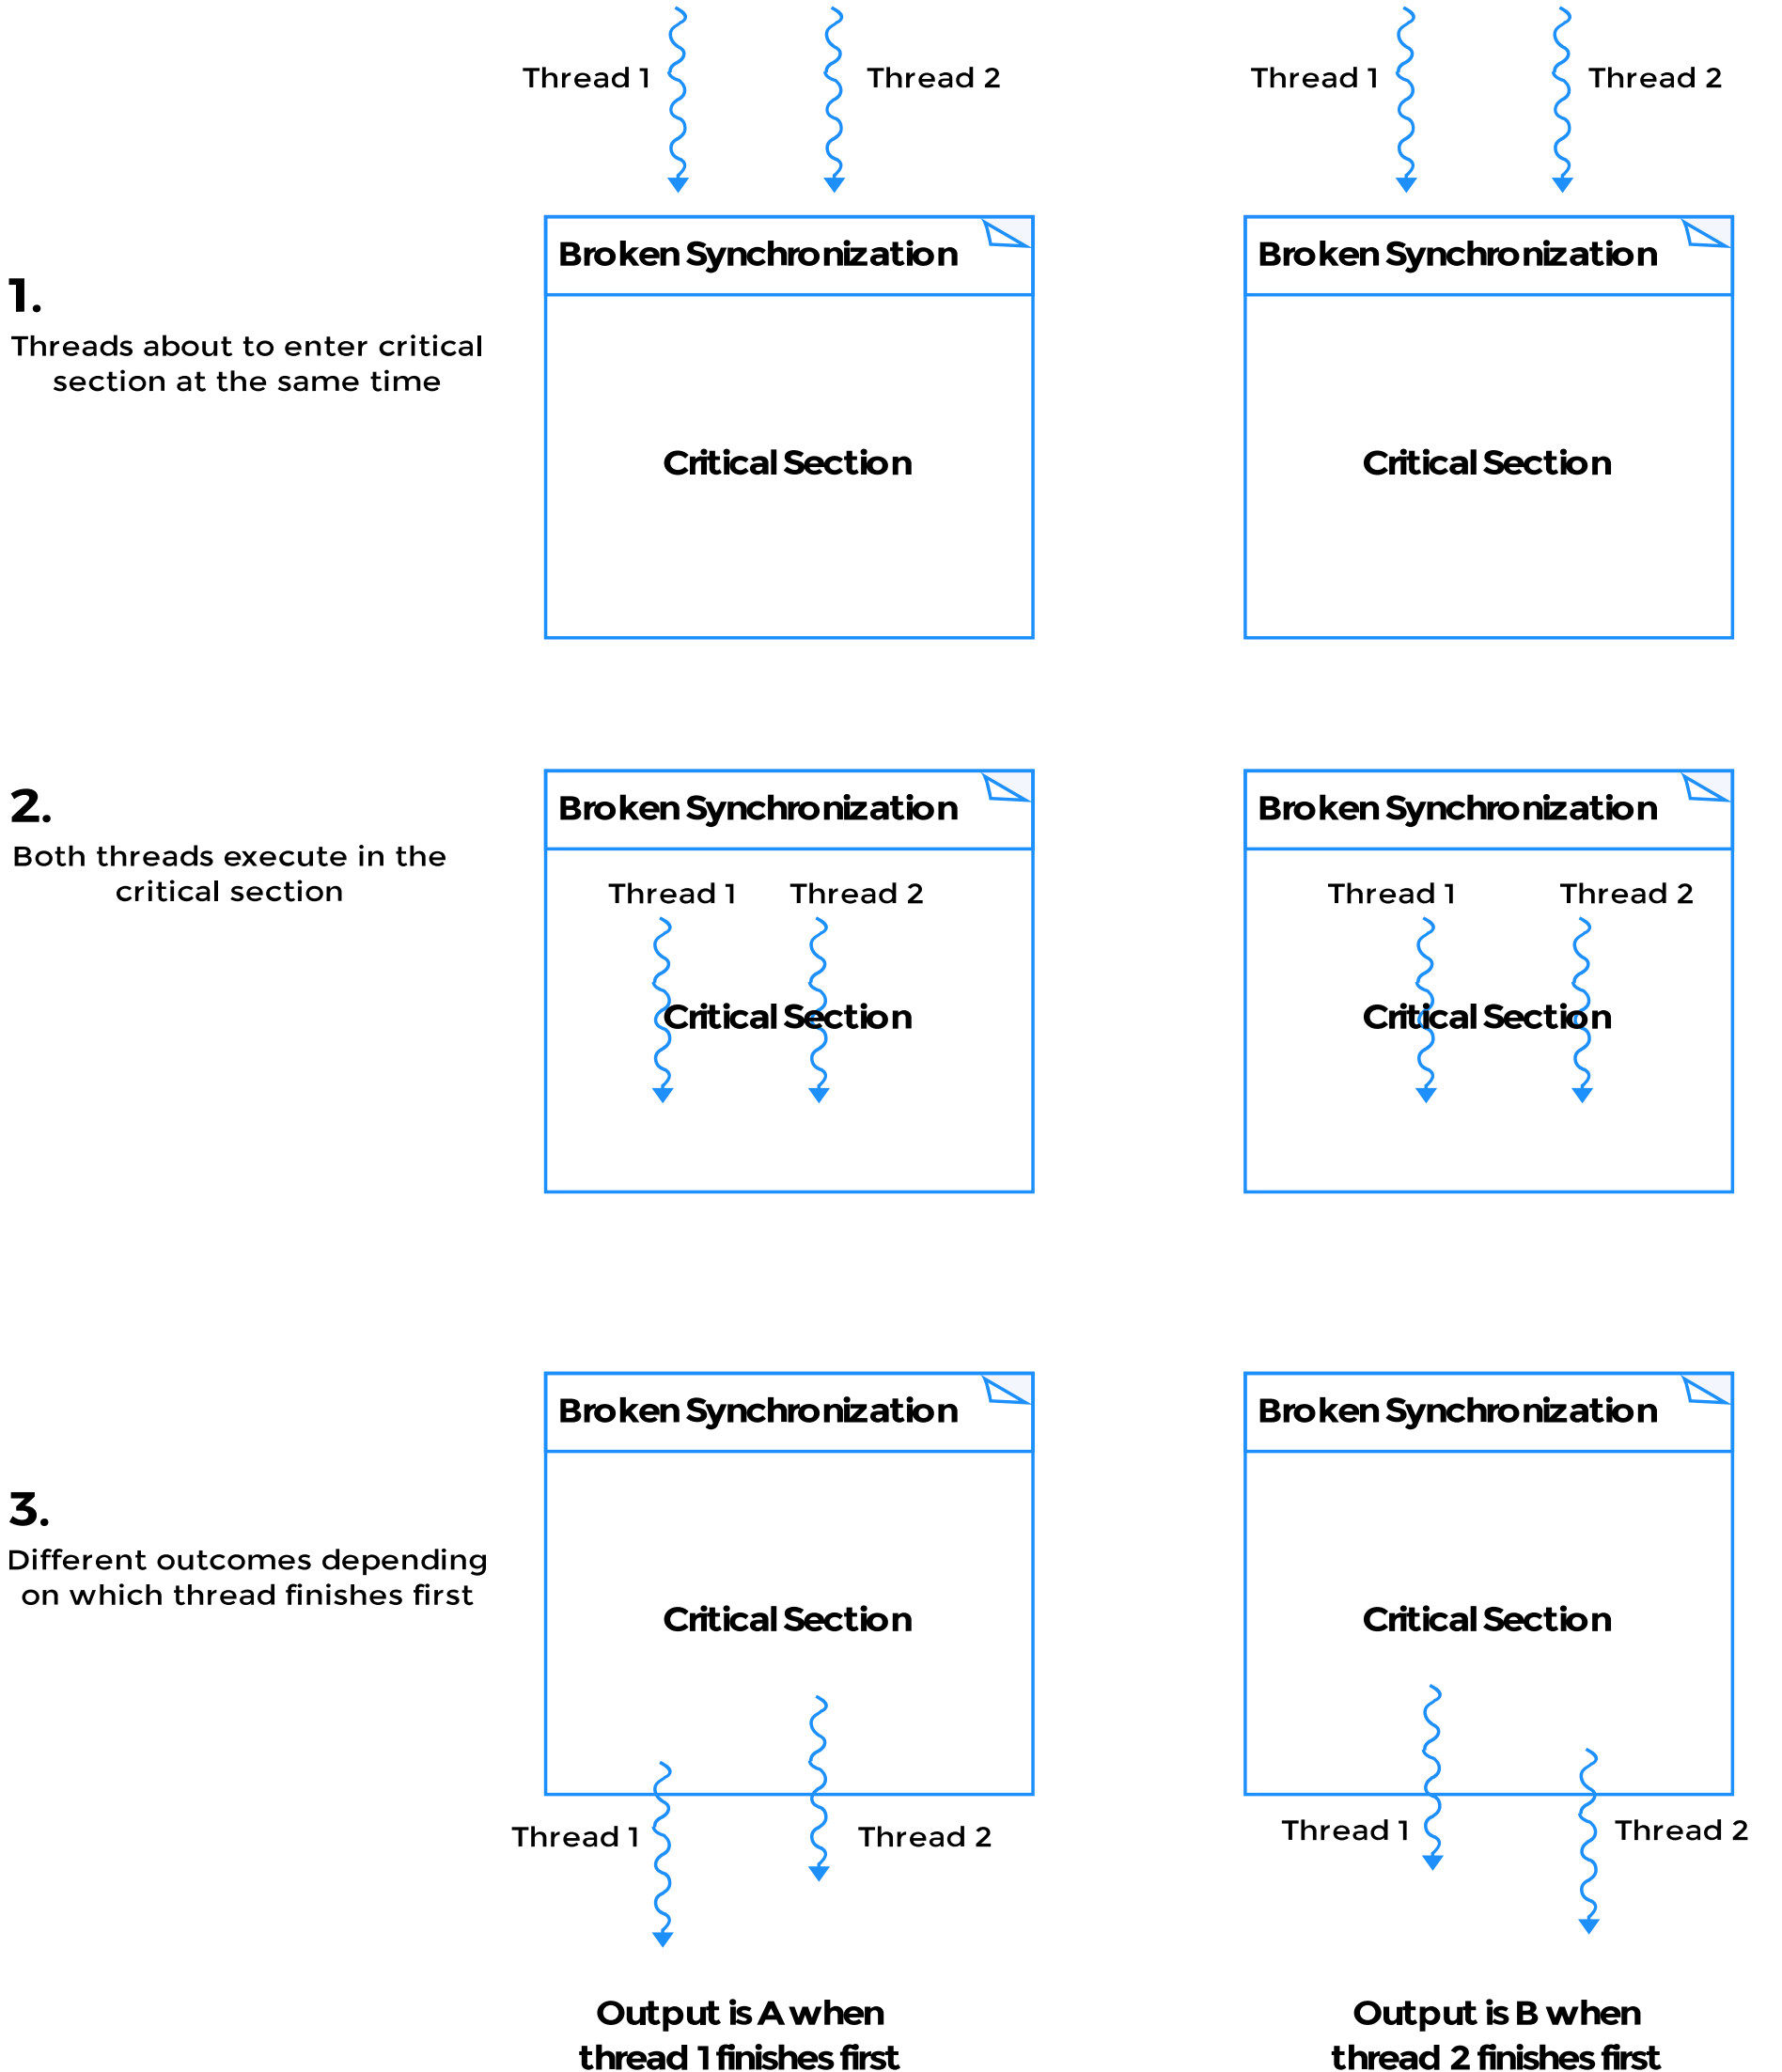 Thread 1
Thread 2
Thread 1
Thread 2
Broken Synchronization
Broken Synchronization
1.
Threads about to enter critical
section at the same time
Critical Section
Critical Section
Broken Synchronization
Broken Synchronization
2.
Both threads execute in the
critical section
Thread 1
Thread 2
Thread 1
Thread 2
Critical Section
Critical Section
Broken Synchronization
Broken Synchronization
3.
Different outcomes depending
on which thread finishes first
Critical Section
Critical Section
Thread 1
Thread 2
Thread 1
Thread 2
Output is A when
thread 1 finishes first
Output is B when
thread 2 finishes first